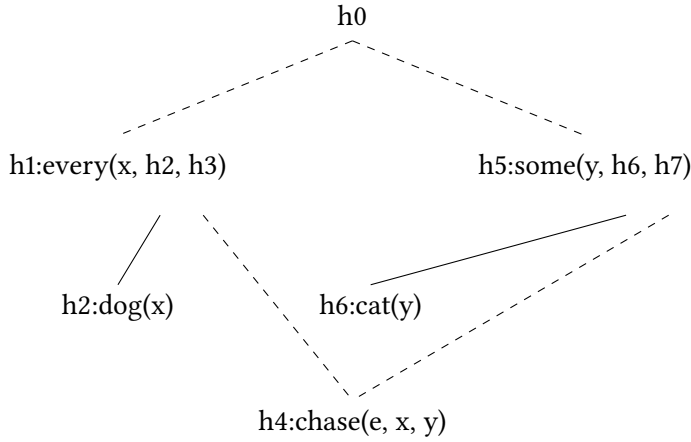 h0
h1:every(x, h2, h3)
h5:some(y, h6, h7)
h2:dog(x)
h6:cat(y)
h4:chase(e, x, y)